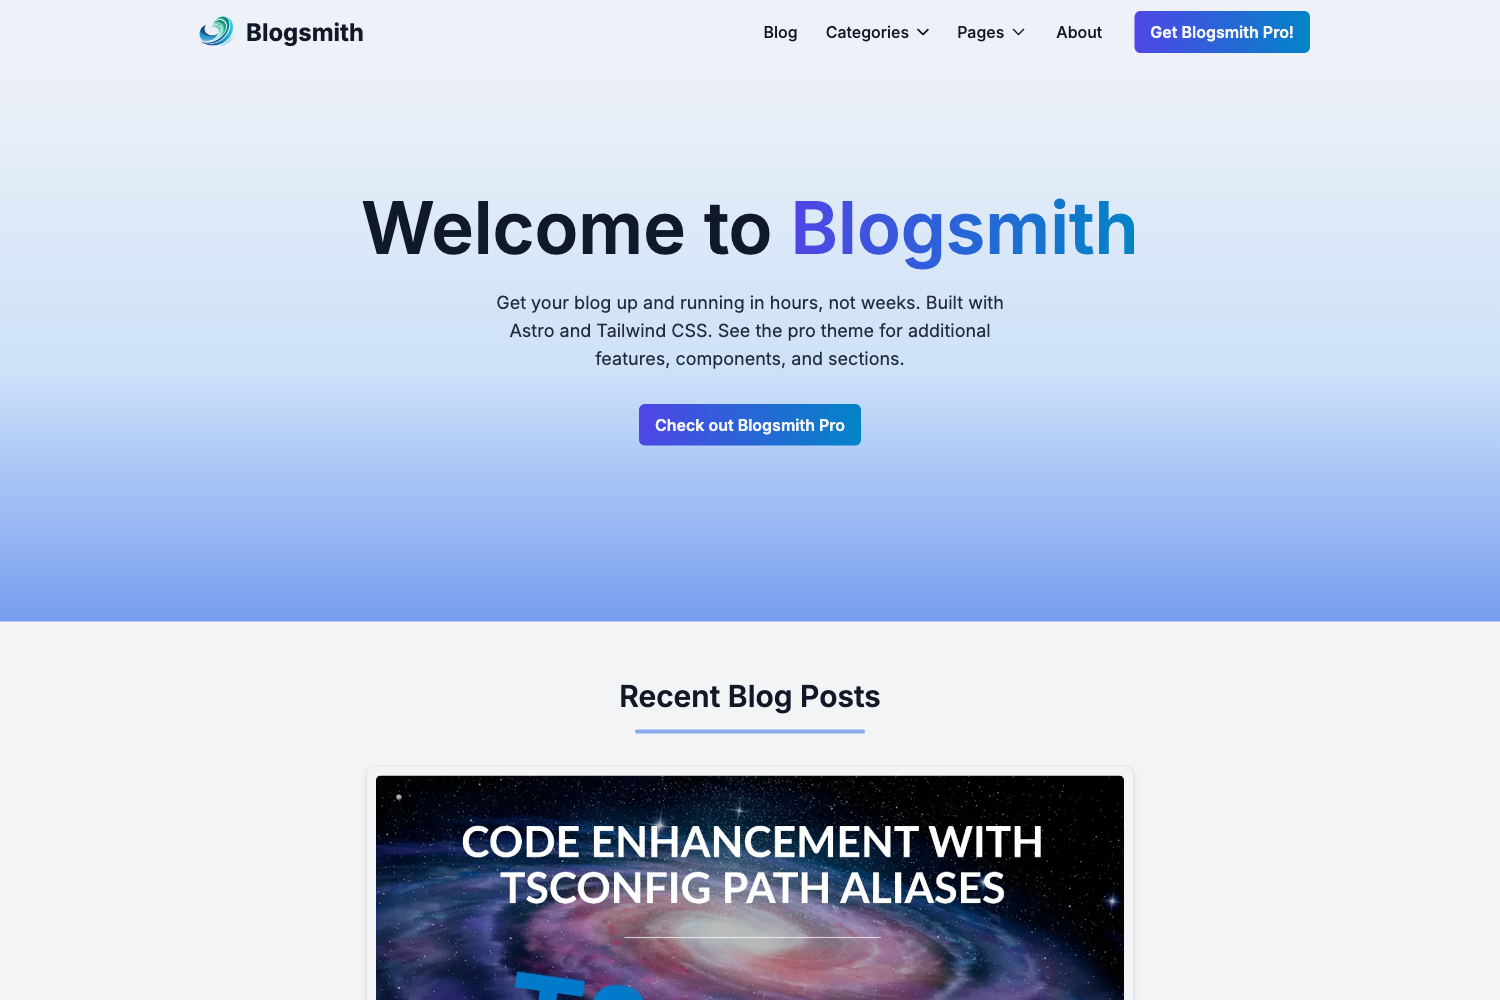 Blogsmith
Blog
Categories
Pages
About
Get Blogsmith Pro!
Welcome to Blogsmith
Get your blog up and running in hours, not weeks. Built with
Astro and Tailwind CSS. See the pro theme for additional
features, components, and sections.
Check out Blogsmith Pro
Recent Blog Posts
CODE ENHANCEMENT WITH
TSCONFIG PATH ALIASES